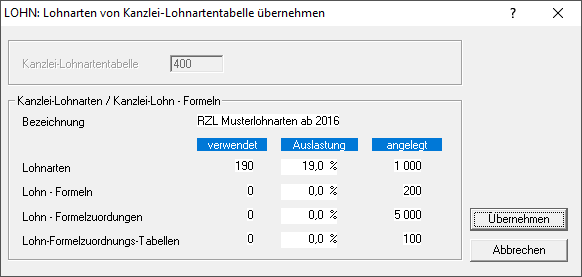 LOHN: Lohnarten von Kanzlei-Lohnartentabelle übernehmen ? ×
Kanzlei-Lohnartentabelle 400
Kanzlei-Lohnarten / Kanzlei-Lohn - Formeln
Bezeichnung RZL Musterlohnarten ab 2016
verwendet Auslastung angelegt
Lohnarten 190 19,0 % 1 000
Lohn - Formeln 0 0,0 % 200
Lohn - Formelzuordungen 0 0,0 % 5 000
Lohn-Formelzuordnungs-Tabellen 0 0,0 % 100
Übernehmen
Abbrechen